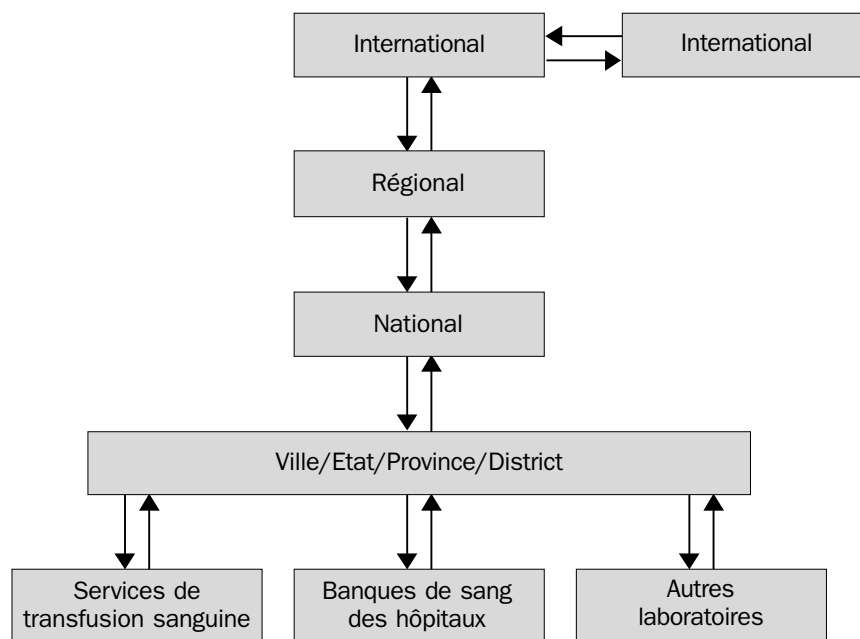 International
International
Régional
National
Ville/Etat/Province/District
Services de
transfusion sanguine
Banques de sang
des hôpitaux
Autres
laboratoires